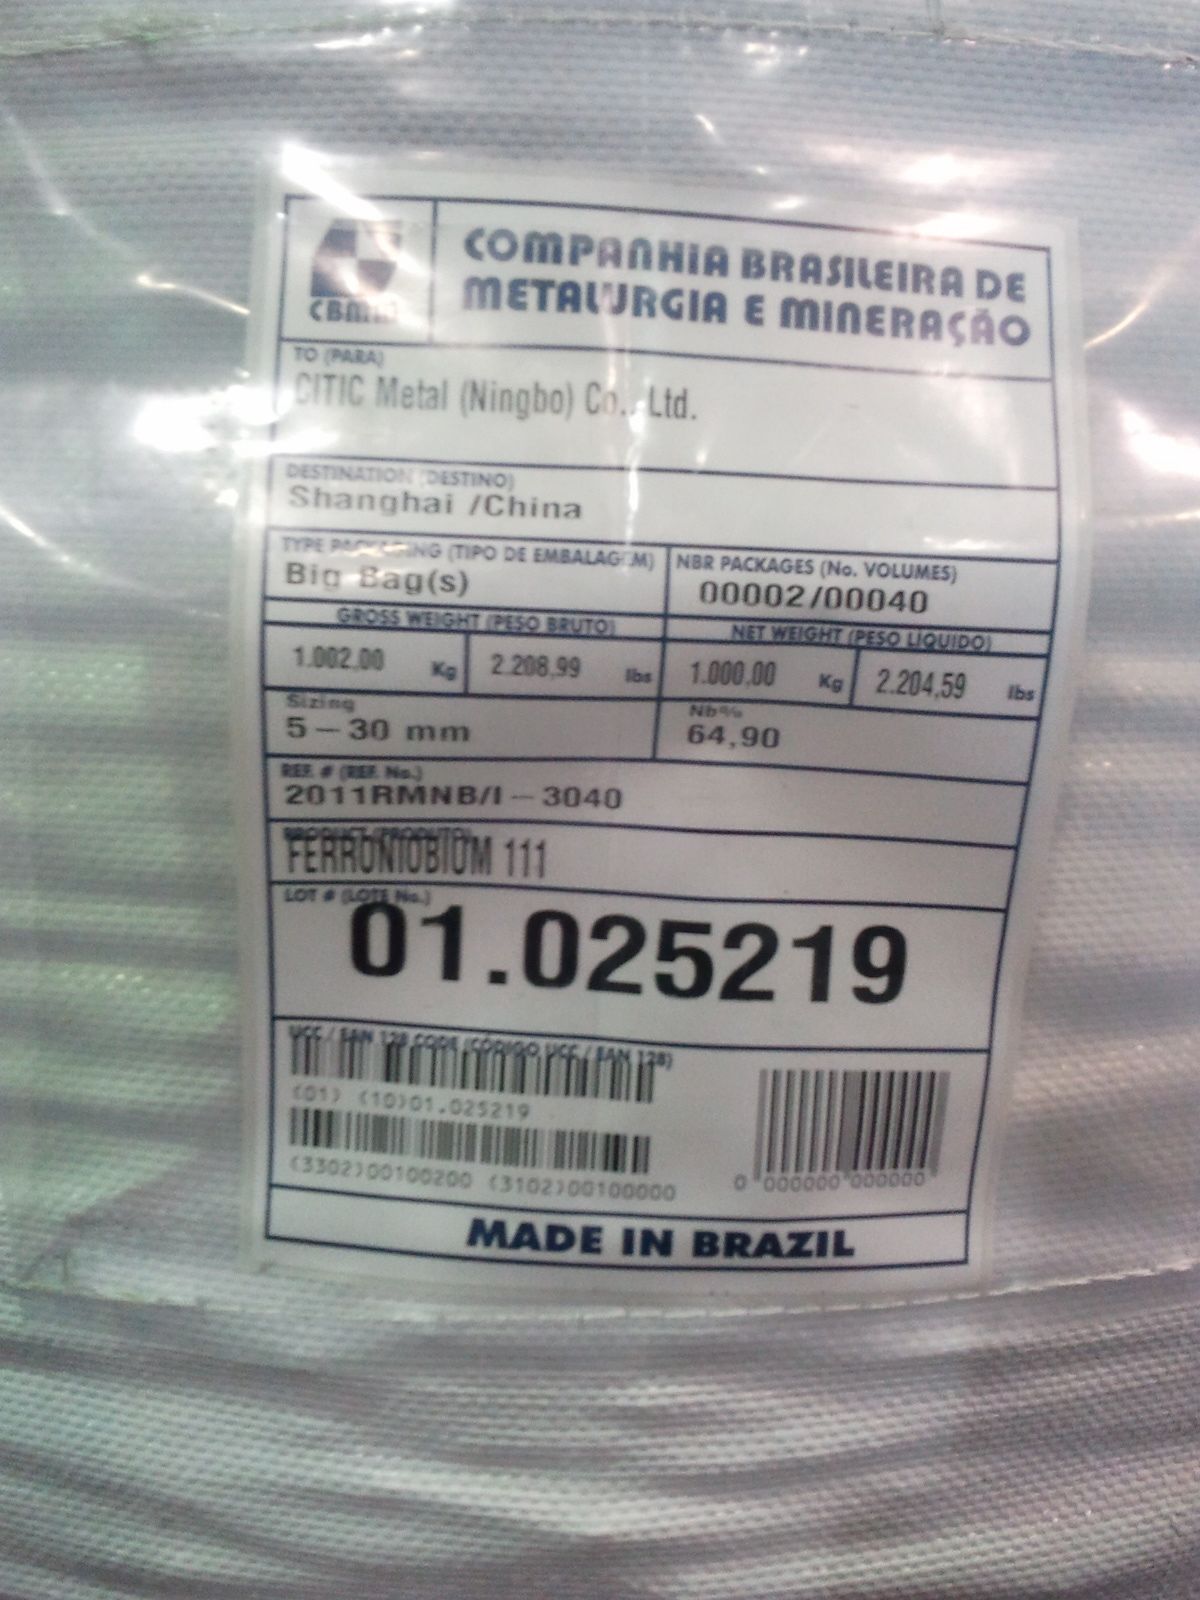 CBMM
COMPANHIA BRASILEIRA DE
METALURGIA E MINERAÇÃO
TO (PARA)
CITIC Metal (Ningbo) Co., Ltd.
DESTINATION (DESTINO)
Shanghai /China
TYPE PACKAGING (TIPO DE EMBALAGEM)
Big Bag(s)
NBR PACKAGES (No. VOLUMES)
00002/00040
GROSS WEIGHT (PESO BRUTO)
NET WEIGHT (PESO LÍQUIDO)
1.002,00 Kg 2.208,99 lbs 1.000,00 Kg 2.204,59 lbs
Sizing
5 – 30 mm
Nb%
64,90
REF. # (REF. No.)
2011RMNB/I – 3040
PRODUCT (PRODUTO)
FERRONIOBIUM 111
LOT # (LOTE No.)
01.025219
UCC / EAN 128 CODE (CÓDIGO UCC / EAN 128)
(01) (10)01.025219
(3302)00100200 (3102)00100000
0 000000 000000
MADE IN BRAZIL